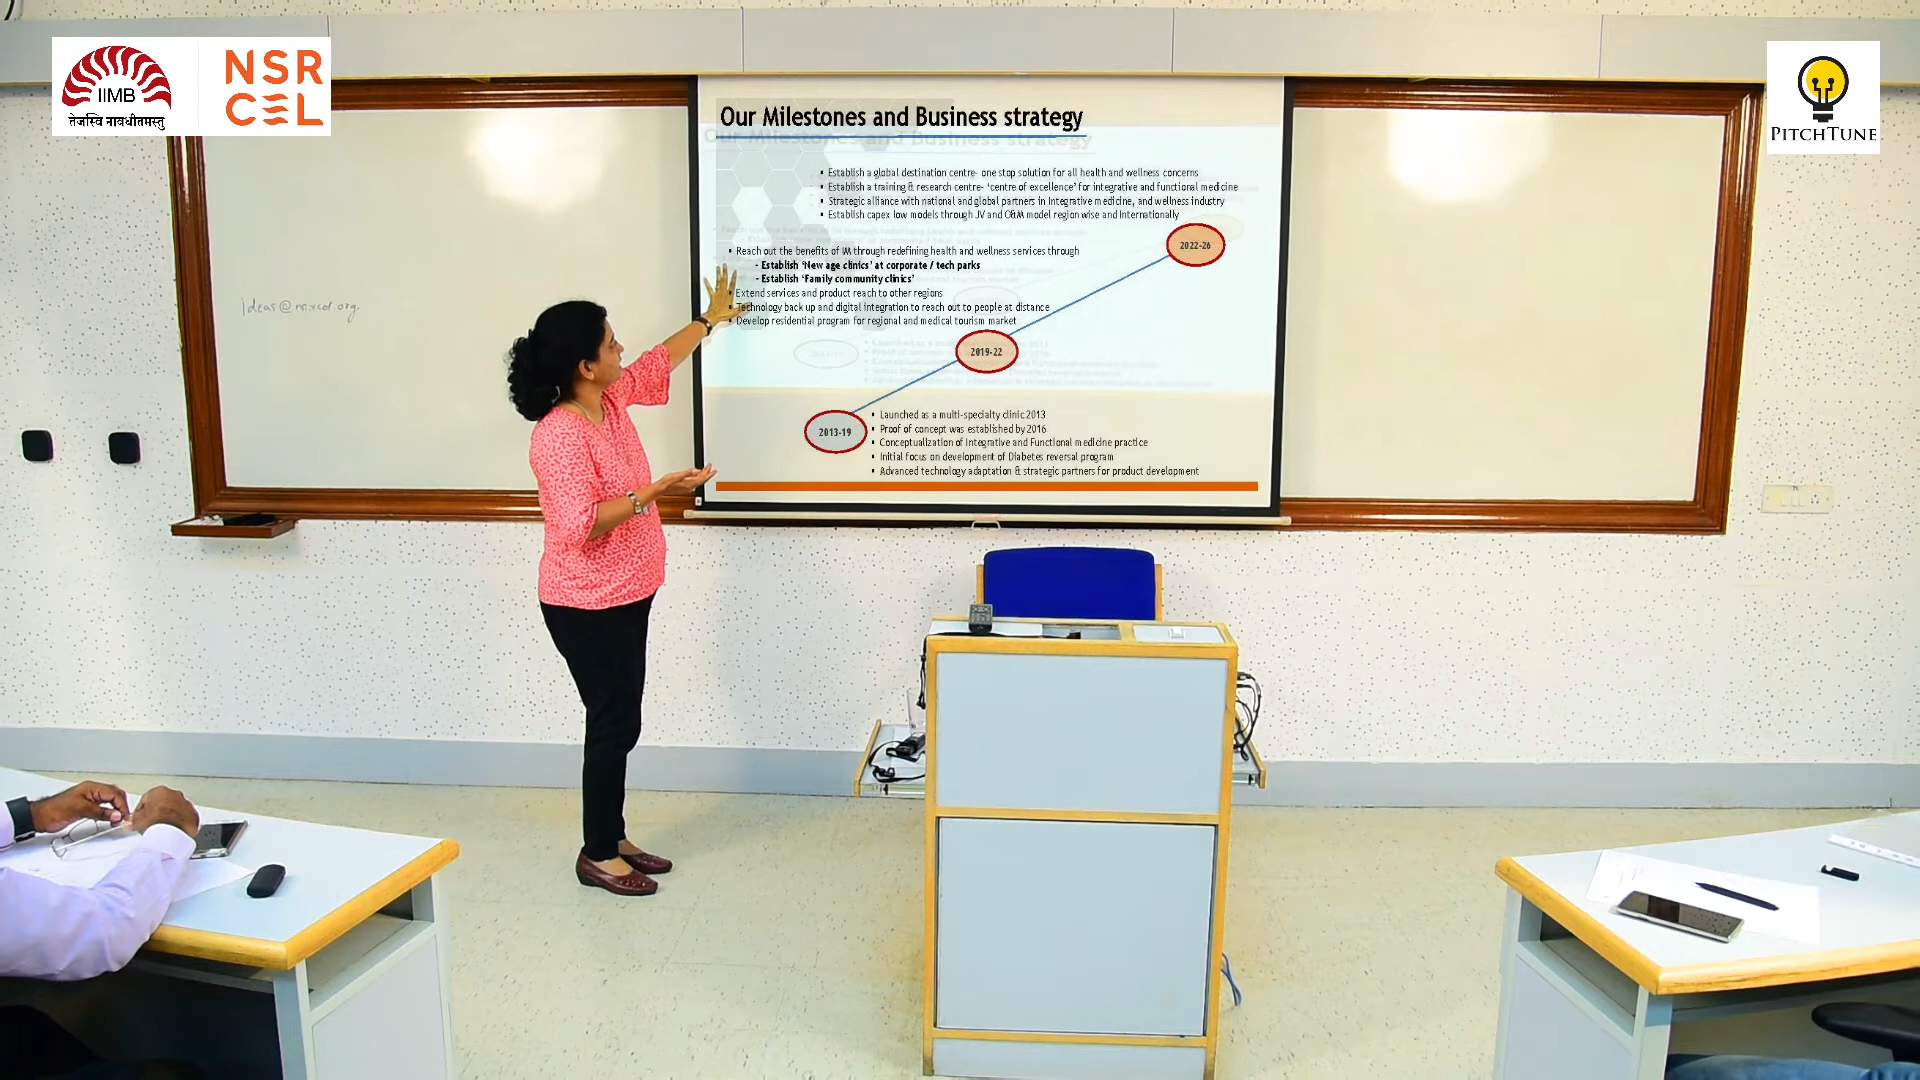 IIMB
तेजस्वि नावधीतमस्तु
NSR
CEL
PITCHTUNE
Our Milestones and Business strategy
▪ Establish a global destination centre- one stop solution for all health and wellness concerns
▪ Establish a training & research centre- ‘centre of excellence’ for integrative and functional medicine
▪ Strategic alliance with national and global partners in Integrative medicine, and wellness industry
▪ Establish capex low models through JV and O&M model region wise and Internationally
2022-26
▪ Reach out the benefits of IM through redefining health and wellness services through
- Establish ‘New age clinics’ at corporate / tech parks
- Establish ‘Family community clinics’
▪ Extend services and product reach to other regions
▪ Technology back up and digital integration to reach out to people at distance
▪ Develop residential program for regional and medical tourism market
2019-22
2013-19
▪ Launched as a multi-specialty clinic 2013
▪ Proof of concept was established by 2016
▪ Conceptualization of Integrative and Functional medicine practice
▪ Initial focus on development of Diabetes reversal program
▪ Advanced technology adaptation & strategic partners for product development
ideas@nsrcel.org